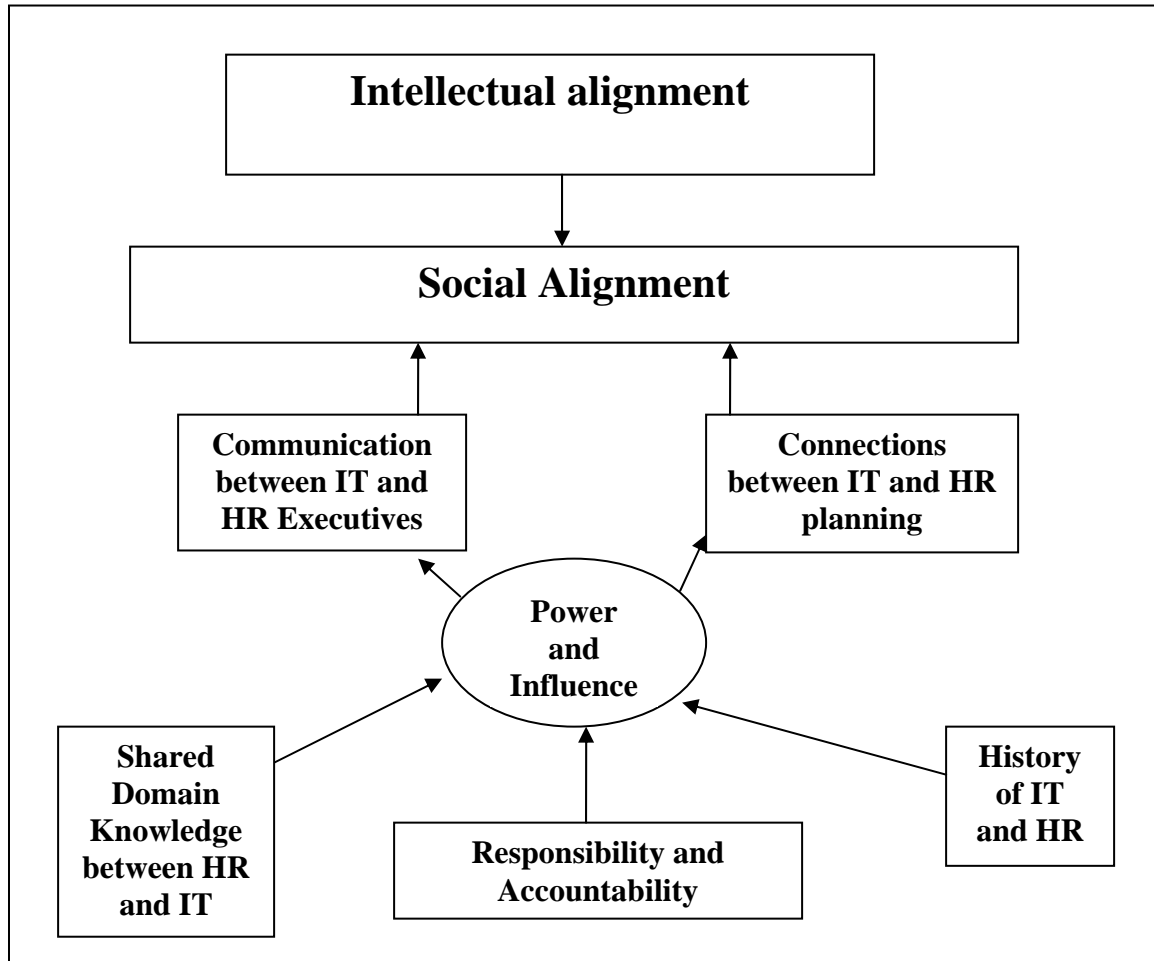 Intellectual alignment
Social Alignment
Communication
between IT and
HR Executives
Connections
between IT and HR
planning
Power
and
Influence
Shared
Domain
Knowledge
between HR
and IT
Responsibility and
Accountability
History
of IT
and HR